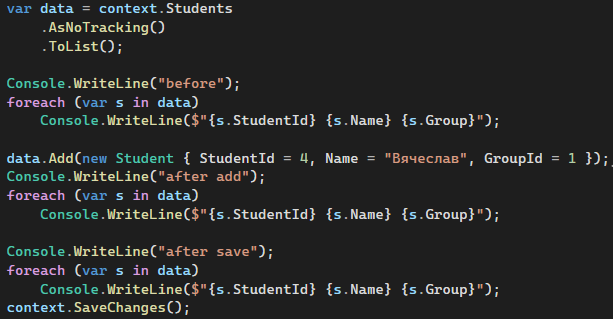 var data = context.Students
    .AsNoTracking()
    .ToList();

Console.WriteLine("before");
foreach (var s in data)
    Console.WriteLine($"{s.StudentId} {s.Name} {s.Group}");

data.Add(new Student { StudentId = 4, Name = "Вячеслав", GroupId = 1 });
Console.WriteLine("after add");
foreach (var s in data)
    Console.WriteLine($"{s.StudentId} {s.Name} {s.Group}");

Console.WriteLine("after save");
foreach (var s in data)
    Console.WriteLine($"{s.StudentId} {s.Name} {s.Group}");
context.SaveChanges();